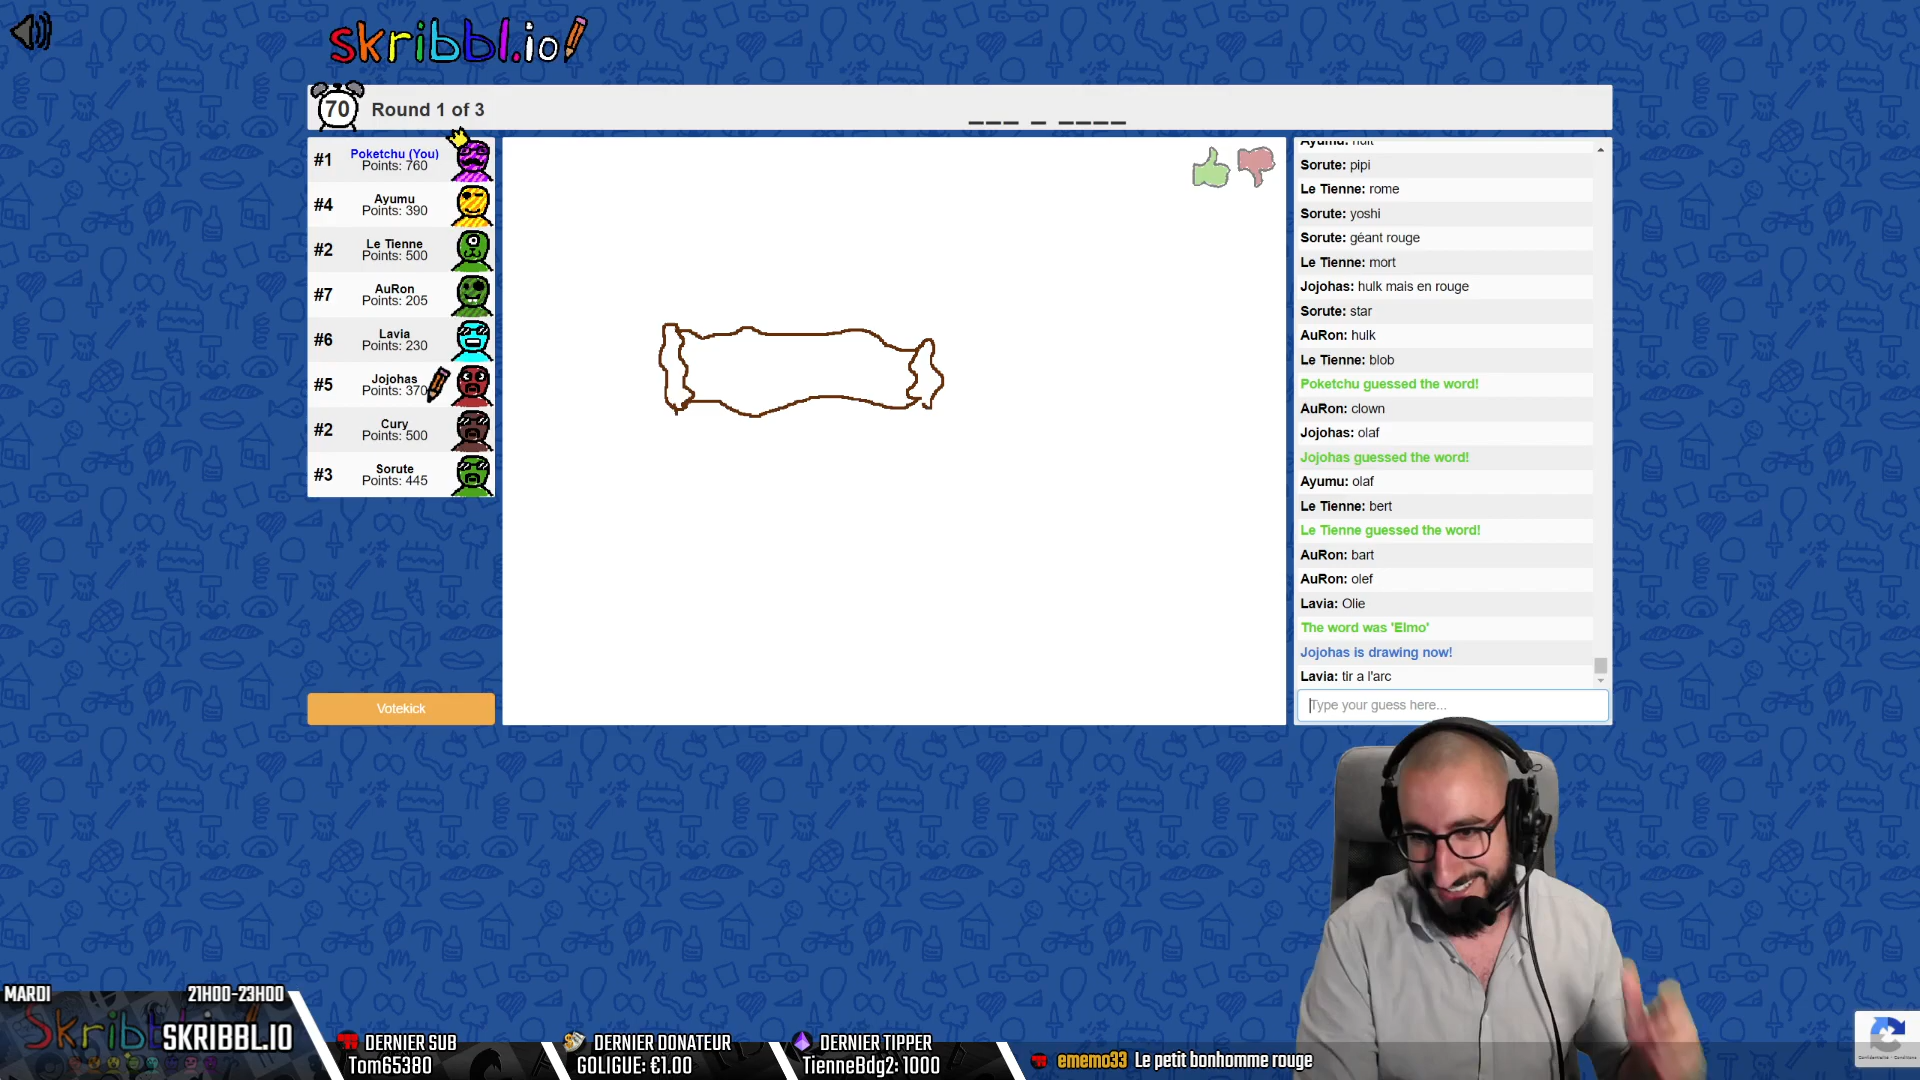 skribbl.io
70
Round 1 of 3
___ _ ____
#1
Poketchu (You)
Points: 760
#4
Ayumu
Points: 390
#2
Le Tienne
Points: 500
#7
AuRon
Points: 205
#6
Lavia
Points: 230
#5
Jojohas
Points: 370
#2
Cury
Points: 500
#3
Sorute
Points: 445
Votekick
Sorute: pipi
Le Tienne: rome
Sorute: yoshi
Sorute: géant rouge
Le Tienne: mort
Jojohas: hulk mais en rouge
Sorute: star
AuRon: hulk
Le Tienne: blob
Poketchu guessed the word!
AuRon: clown
Jojohas: olaf
Jojohas guessed the word!
Ayumu: olaf
Le Tienne: bert
Le Tienne guessed the word!
AuRon: bart
AuRon: olef
Lavia: Olie
The word was 'Elmo'
Jojohas is drawing now!
Lavia: tir a l'arc
Type your guess here...
MARDI 21H00-23H00
SKRIBBL.IO
DERNIER SUB
Tom65380
DERNIER DONATEUR
GOLIGUE: €1.00
DERNIER TIPPER
TienneBdg2: 1000
ememo33 Le petit bonhomme rouge